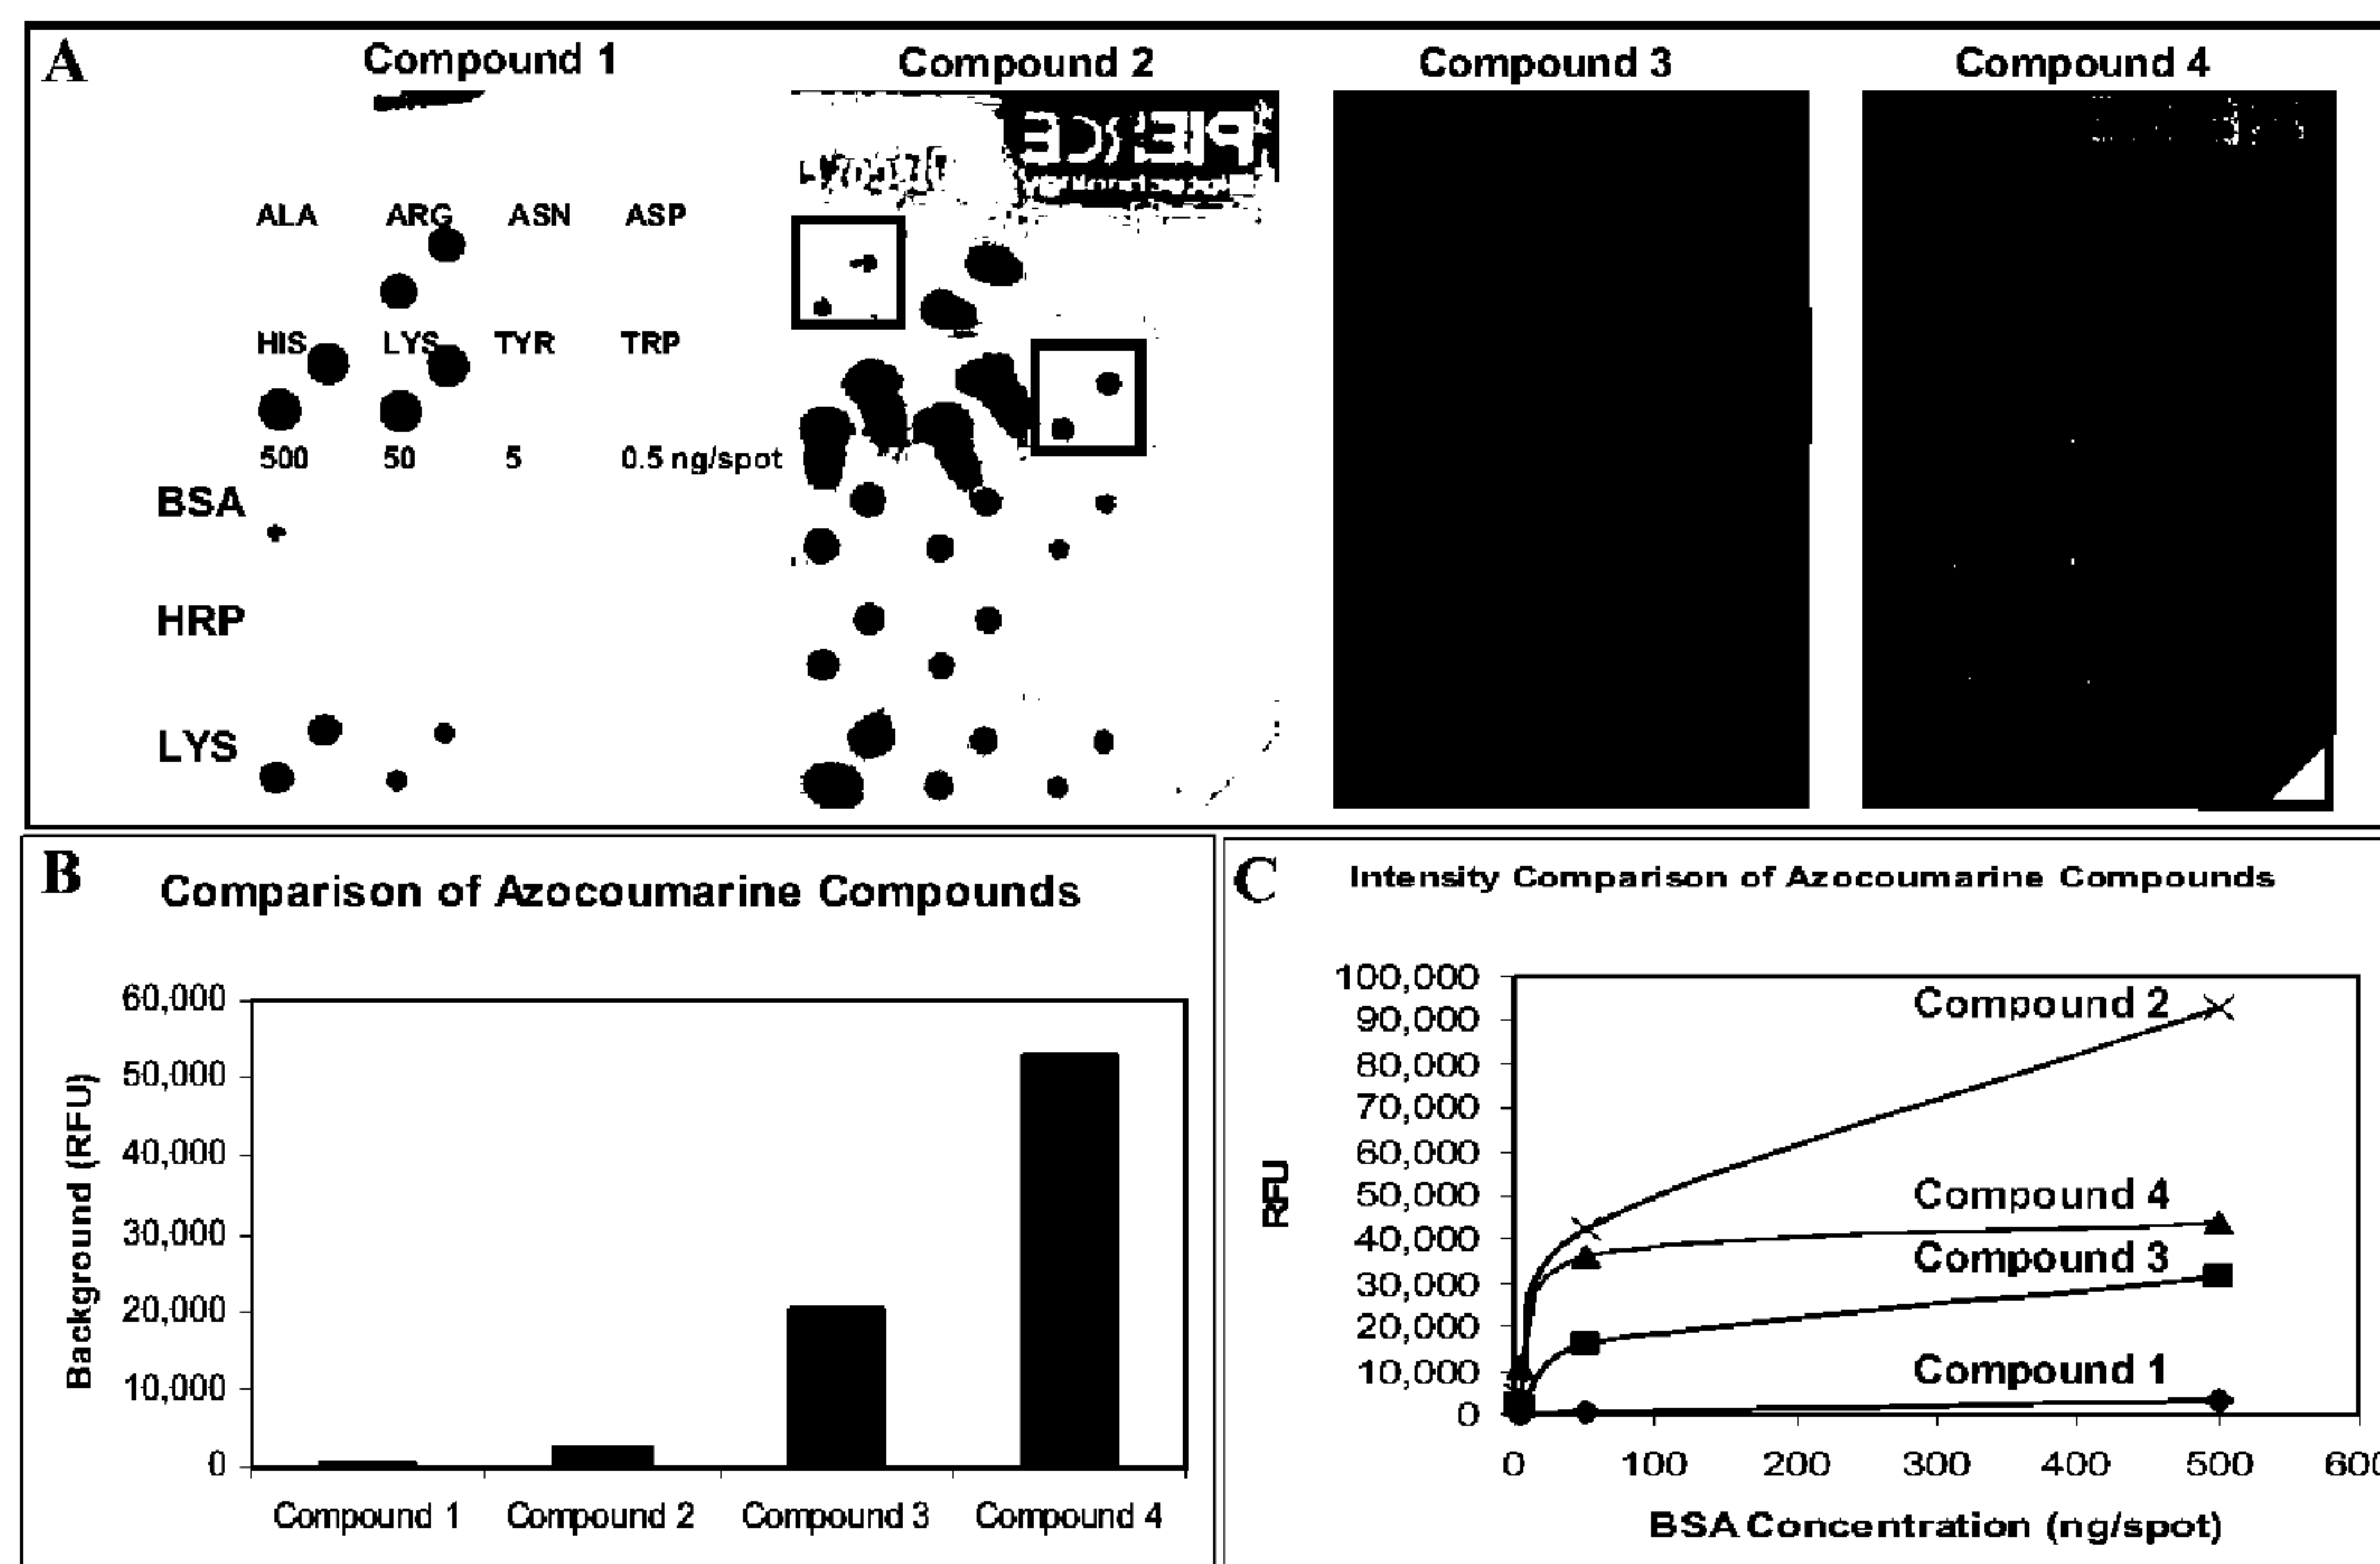 A
Compound 1
Compound 2
Compound 3
Compound 4
ALA ARG ASN ASP
HIS LYS TYR TRP
500 50 5 0.5 ng/spot
BSA
HRP
LYS
PIERCE
B
Comparison of Azocoumarine Compounds
Background (RFU)
60,000
50,000
40,000
30,000
20,000
10,000
0
Compound 1 Compound 2 Compound 3 Compound 4
C
Intensity Comparison of Azocoumarine Compounds
RFU
100,000
90,000
80,000
70,000
60,000
50,000
40,000
30,000
20,000
10,000
0
Compound 2
Compound 4
Compound 3
Compound 1
0 100 200 300 400 500
BSA Concentration (ng/spot)